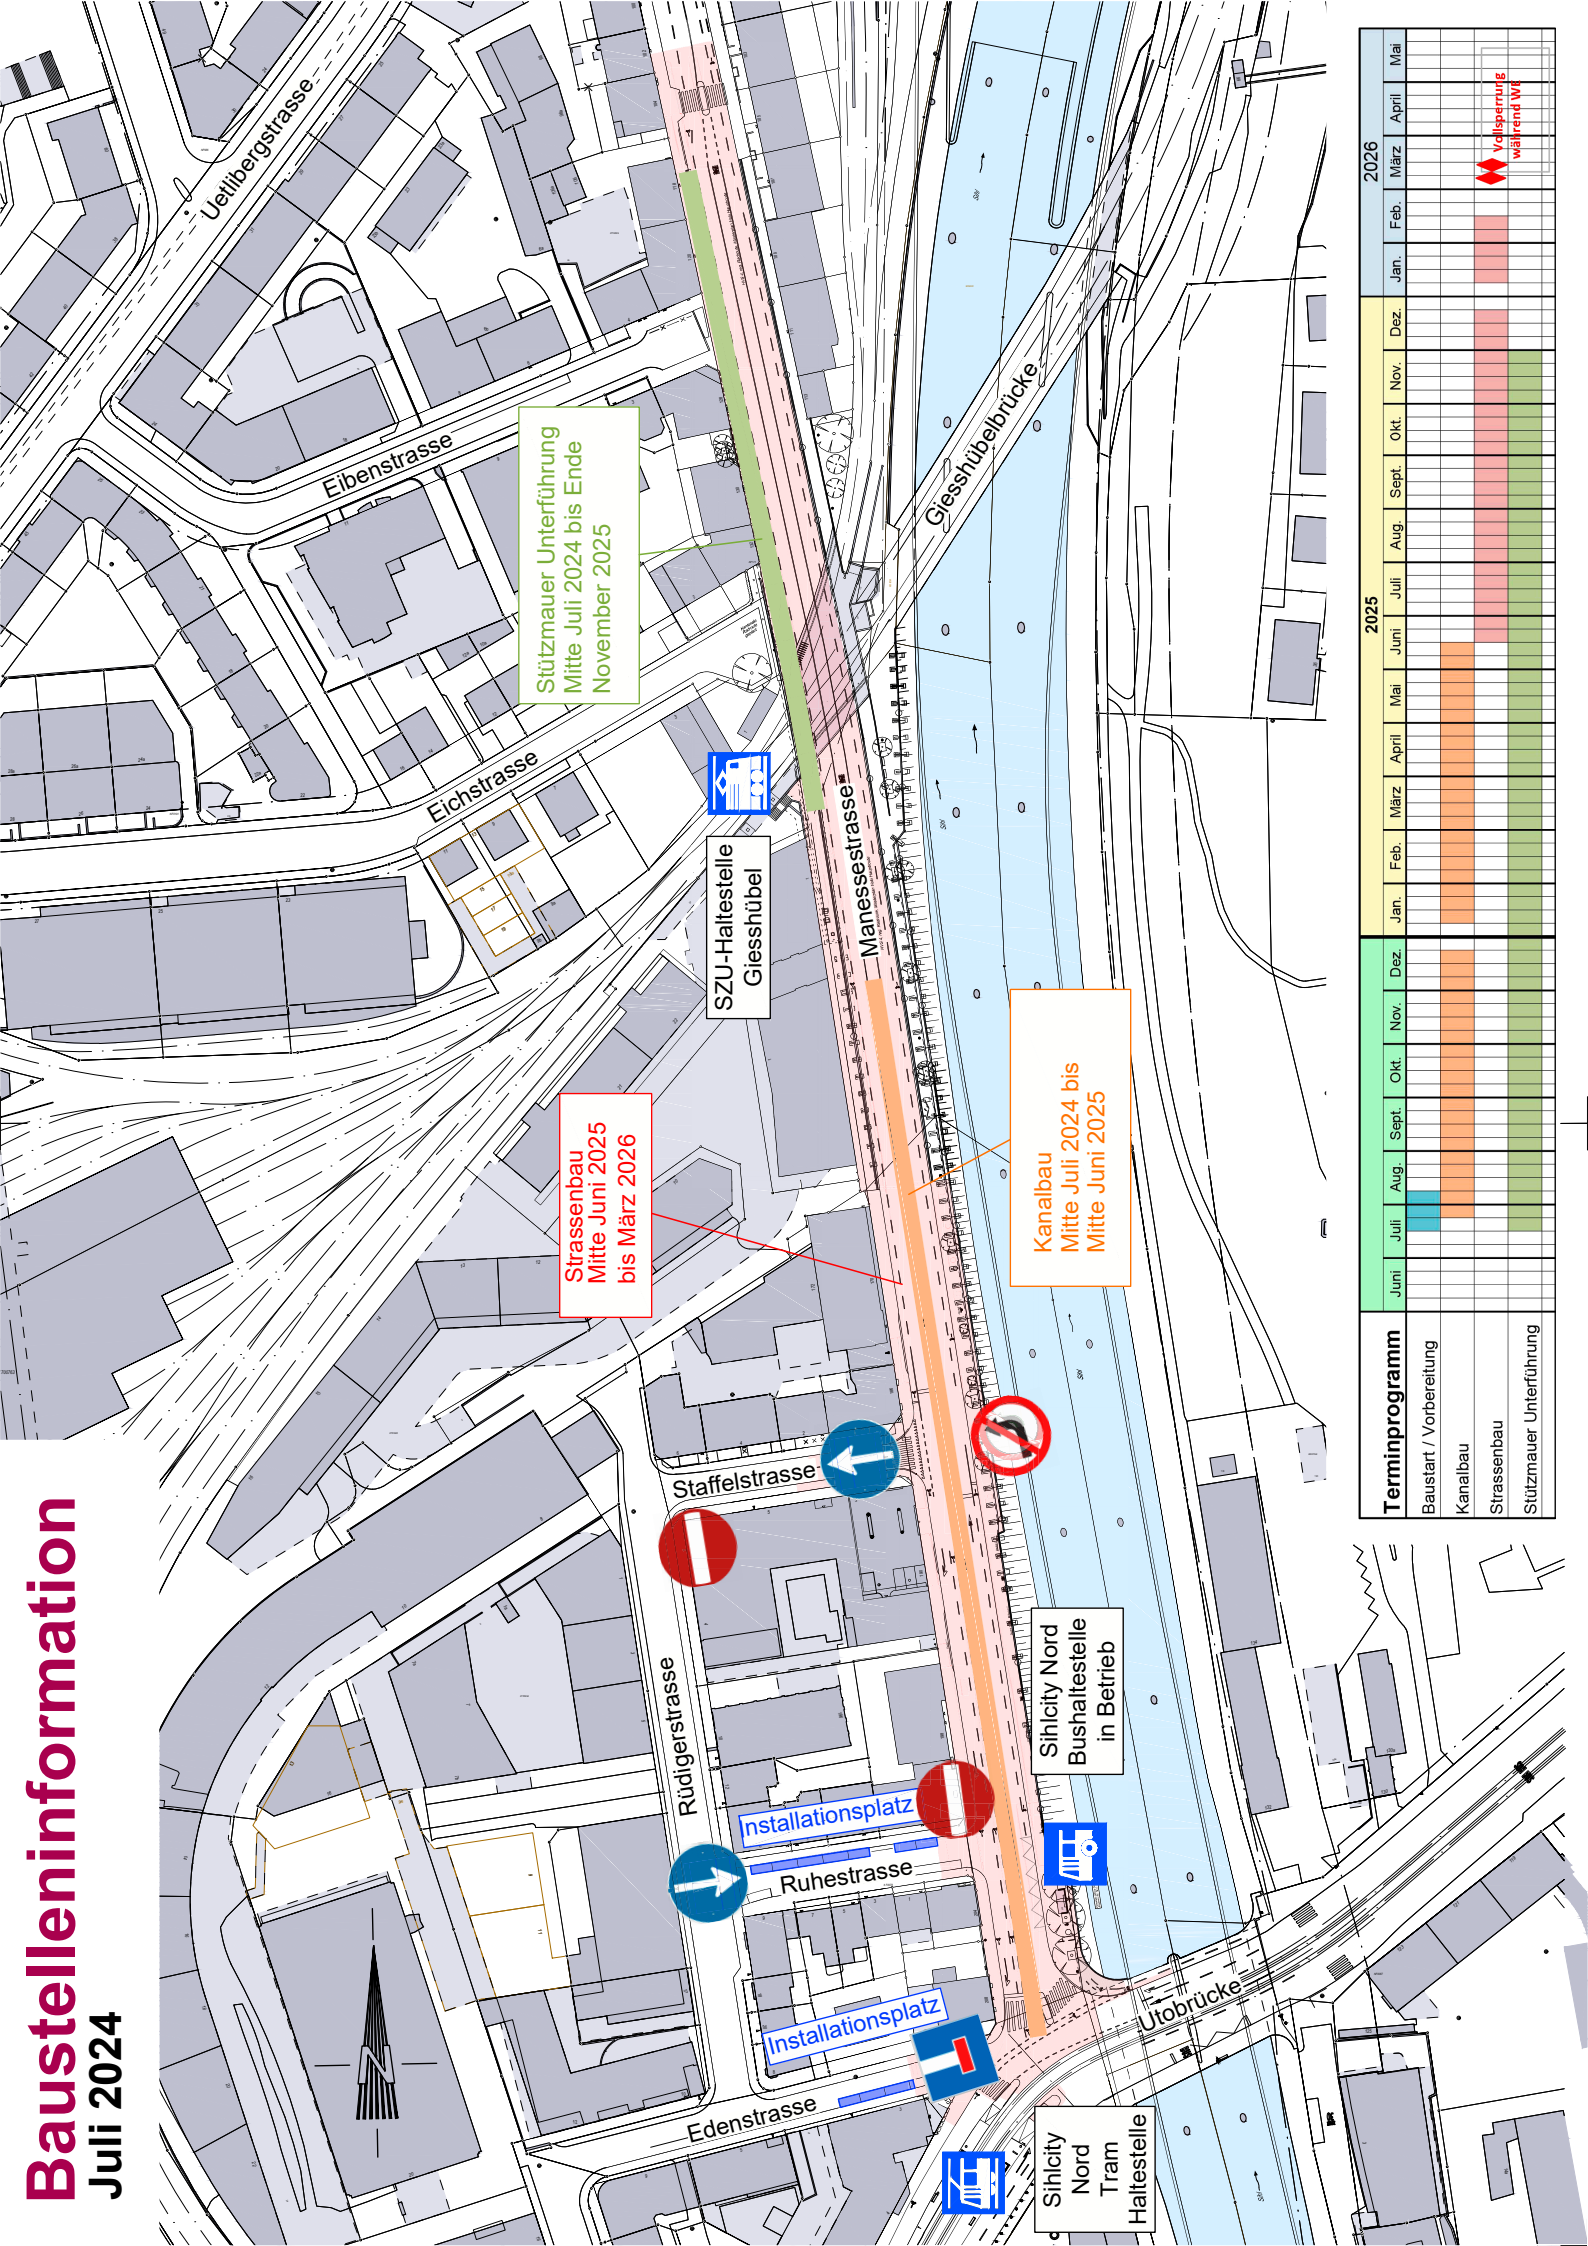 Baustelleninformation
Juli 2024
Uetlibergstrasse
Eibenstrasse
Eichstrasse
Stützmauer Unterführung
Mitte Juli 2024 bis Ende
November 2025
Giesshübelbrücke
SZU-Haltestelle
Giesshübel
Manessestrasse
Strassenbau
Mitte Juni 2025
bis März 2026
Kanalbau
Mitte Juli 2024 bis
Mitte Juni 2025
Staffelstrasse
Rüdigerstrasse
Installationsplatz
Ruhestrasse
Installationsplatz
Edenstrasse
Sihlcity Nord
Bushaltestelle
in Betrieb
Utobrücke
Sihlcity
Nord
Tram
Haltestelle
Sihl
Sihl
Sihl
Sihl
2025
2026
Terminprogramm
Juni
Juli
Aug.
Sept.
Okt.
Nov.
Dez.
Jan.
Feb.
März
April
Mai
Juni
Juli
Aug.
Sept.
Okt.
Nov.
Dez.
Jan.
Feb.
März
April
Mai
Baustart / Vorbereitung
Kanalbau
Strassenbau
Vollsperrung
während WE
Stützmauer Unterführung